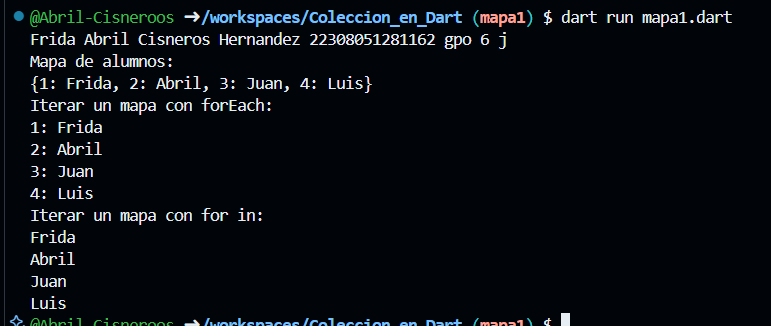 @Abril-Cisneroos ➜/workspaces/Coleccion_en_Dart (mapa1) $ dart run mapa1.dart
Frida Abril Cisneros Hernandez 22308051281162 gpo 6 j
Mapa de alumnos:
{1: Frida, 2: Abril, 3: Juan, 4: Luis}
Iterar un mapa con forEach:
1: Frida
2: Abril
3: Juan
4: Luis
Iterar un mapa con for in:
Frida
Abril
Juan
Luis
@Abril-Cisneroos ➜/workspaces/Coleccion_en_Dart (mapa1) $